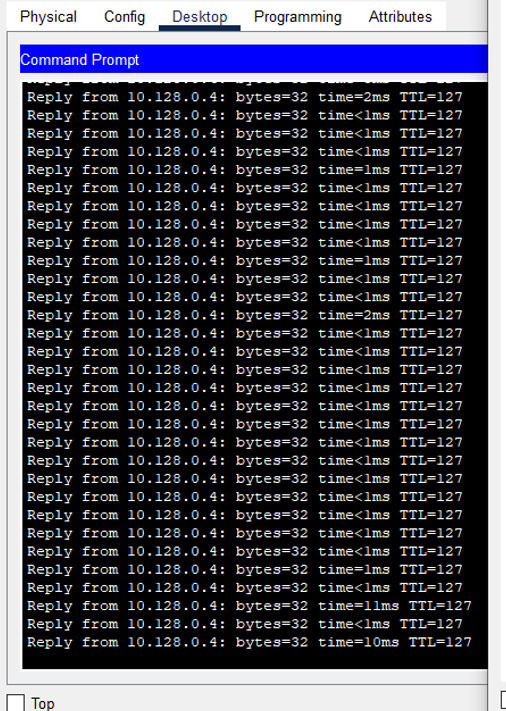 Physical Config Desktop Programming Attributes
Command Prompt
Reply from 10.128.0.4: bytes=32 time=2ms TTL=127
Reply from 10.128.0.4: bytes=32 time<1ms TTL=127
Reply from 10.128.0.4: bytes=32 time<1ms TTL=127
Reply from 10.128.0.4: bytes=32 time<1ms TTL=127
Reply from 10.128.0.4: bytes=32 time=1ms TTL=127
Reply from 10.128.0.4: bytes=32 time<1ms TTL=127
Reply from 10.128.0.4: bytes=32 time<1ms TTL=127
Reply from 10.128.0.4: bytes=32 time<1ms TTL=127
Reply from 10.128.0.4: bytes=32 time<1ms TTL=127
Reply from 10.128.0.4: bytes=32 time=1ms TTL=127
Reply from 10.128.0.4: bytes=32 time<1ms TTL=127
Reply from 10.128.0.4: bytes=32 time<1ms TTL=127
Reply from 10.128.0.4: bytes=32 time=2ms TTL=127
Reply from 10.128.0.4: bytes=32 time<1ms TTL=127
Reply from 10.128.0.4: bytes=32 time<1ms TTL=127
Reply from 10.128.0.4: bytes=32 time<1ms TTL=127
Reply from 10.128.0.4: bytes=32 time<1ms TTL=127
Reply from 10.128.0.4: bytes=32 time<1ms TTL=127
Reply from 10.128.0.4: bytes=32 time<1ms TTL=127
Reply from 10.128.0.4: bytes=32 time<1ms TTL=127
Reply from 10.128.0.4: bytes=32 time<1ms TTL=127
Reply from 10.128.0.4: bytes=32 time<1ms TTL=127
Reply from 10.128.0.4: bytes=32 time<1ms TTL=127
Reply from 10.128.0.4: bytes=32 time<1ms TTL=127
Reply from 10.128.0.4: bytes=32 time<1ms TTL=127
Reply from 10.128.0.4: bytes=32 time<1ms TTL=127
Reply from 10.128.0.4: bytes=32 time=1ms TTL=127
Reply from 10.128.0.4: bytes=32 time<1ms TTL=127
Reply from 10.128.0.4: bytes=32 time=11ms TTL=127
Reply from 10.128.0.4: bytes=32 time<1ms TTL=127
Reply from 10.128.0.4: bytes=32 time=10ms TTL=127
Top